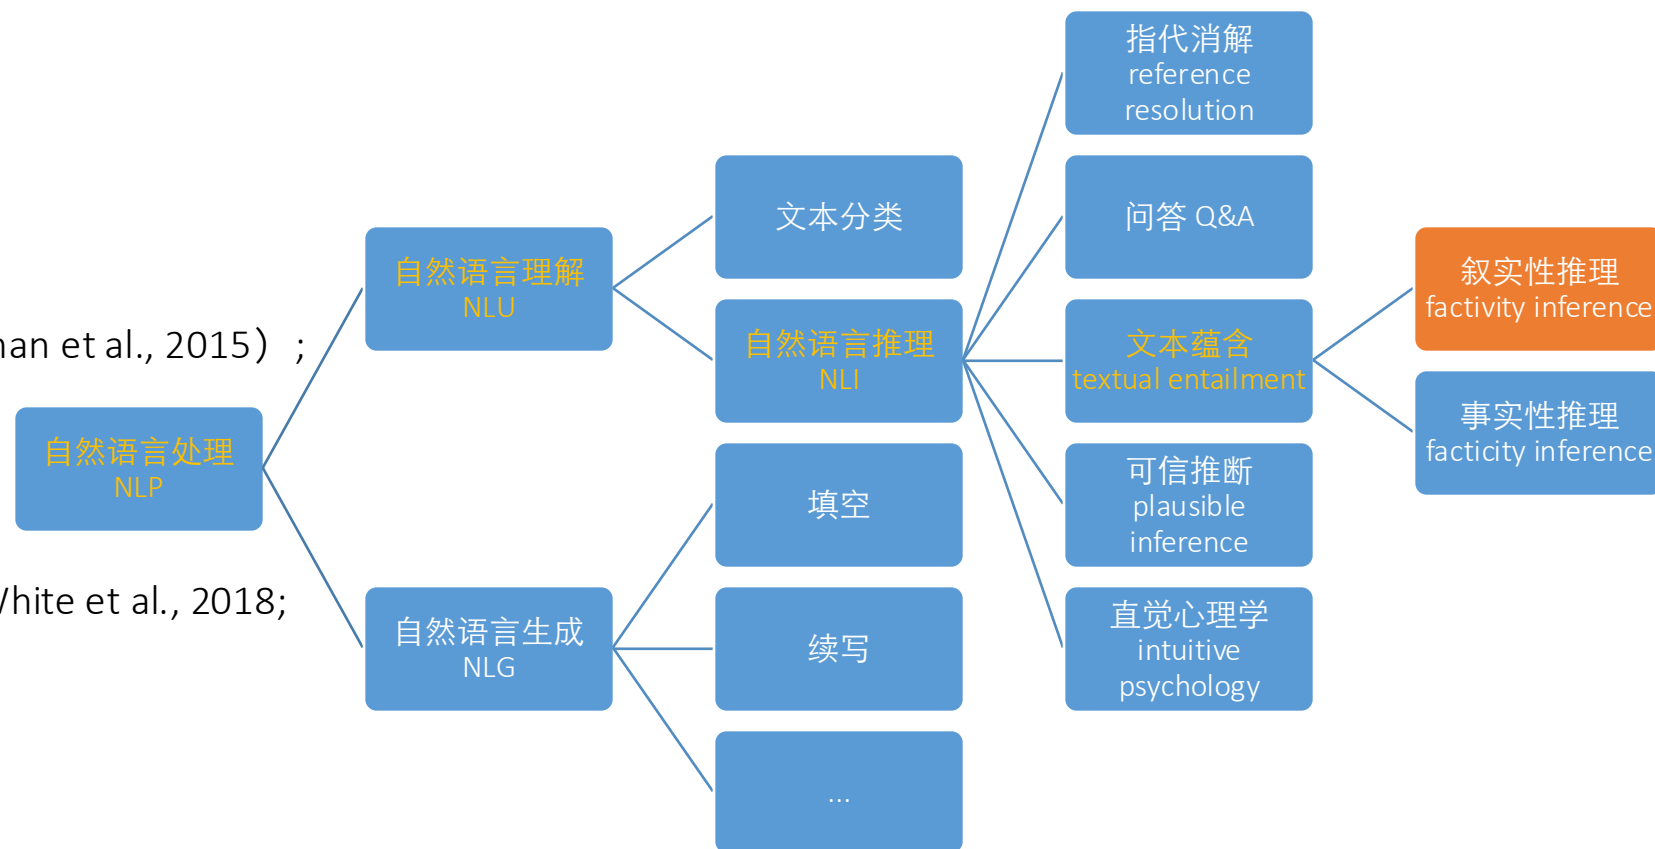 指代消解
reference
resolution
文本分类
问答 Q&A
自然语言理解
NLU
叙实性推理
factivity inference
et al., 2015）;
自然语言推理
NLI
文本蕴含
textual entailment
自然语言处理
NLP
事实性推理
facticity inference
填空
可信推断
plausible
inference
et al., 2018;
自然语言生成
NLG
续写
直觉心理学
intuitive
psychology
...